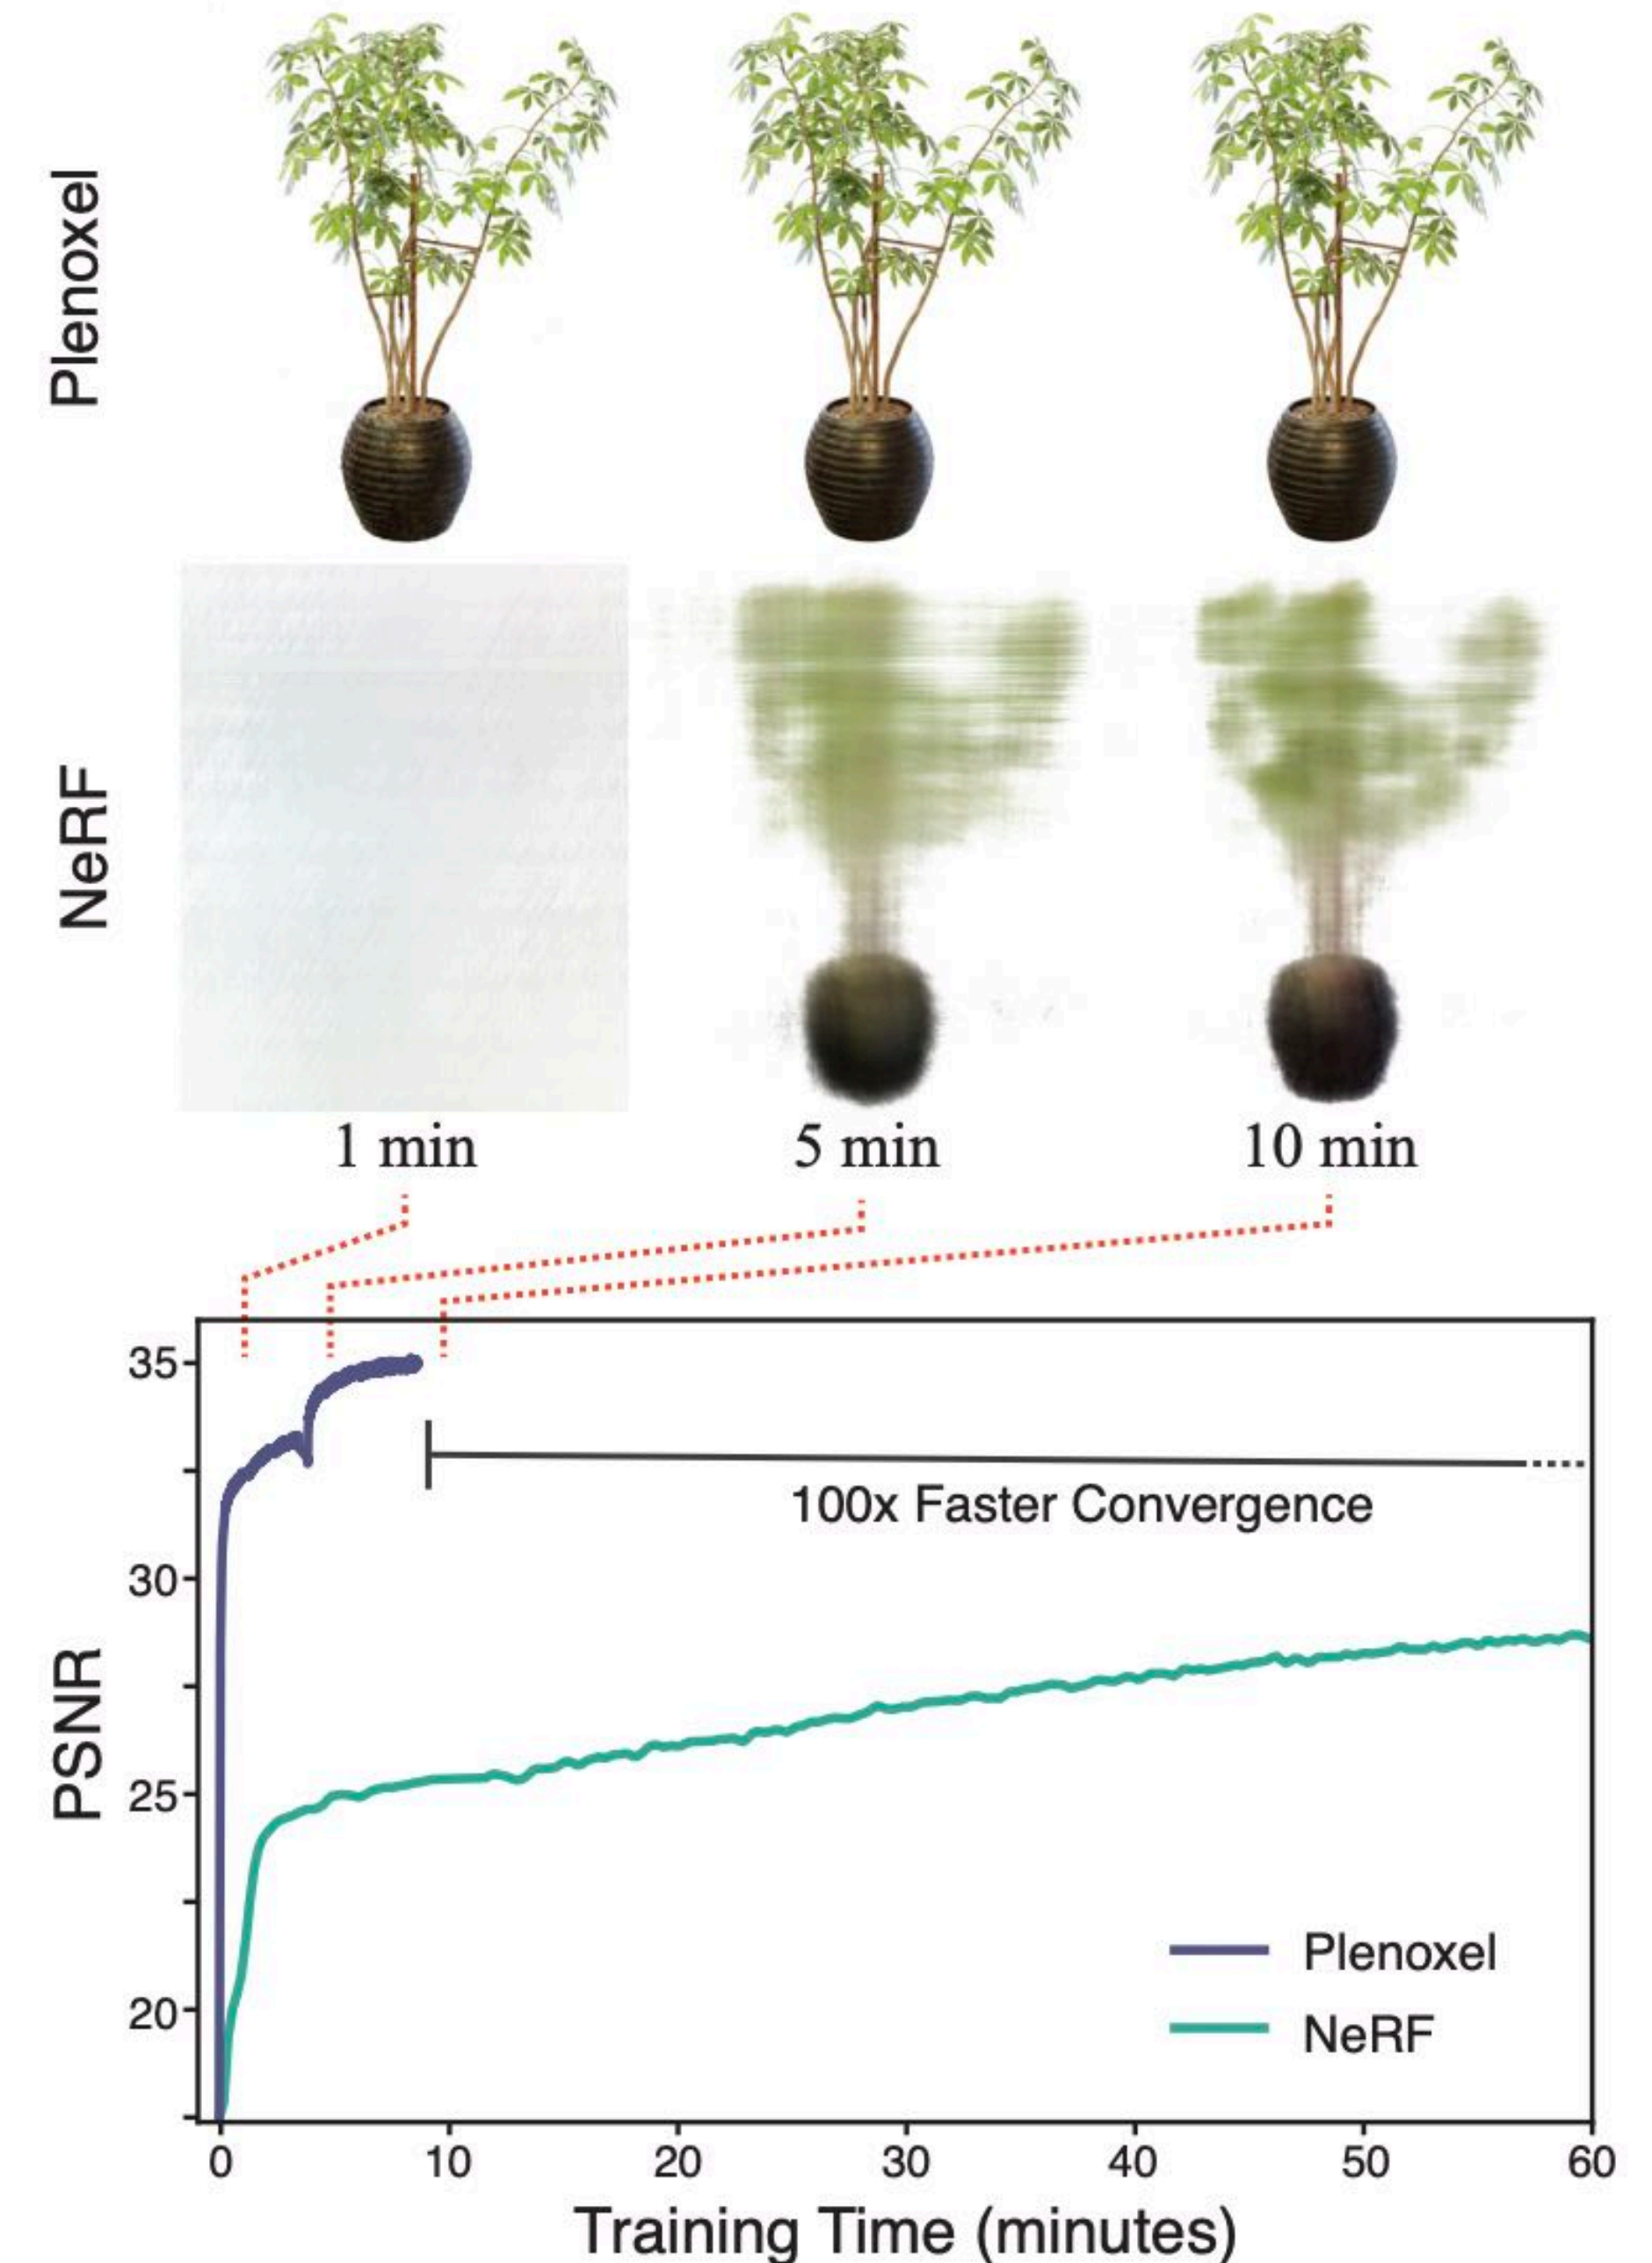 Plenoxel
NeRF
1 min
5 min
10 min
35
30
25
20
PSNR
100x Faster Convergence
Plenoxel
NeRF
0
10
20
30
40
50
60
Training Time (minutes)